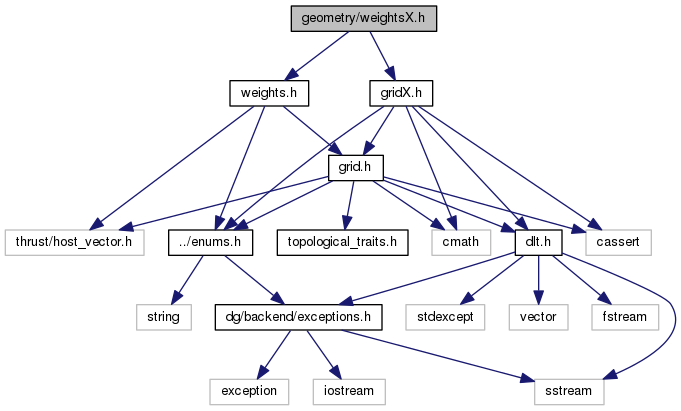 geometry/weightsX.h
weights.h
gridX.h
grid.h
thrust/host_vector.h
../enums.h
topological_traits.h
cmath
dlt.h
cassert
string
dg/backend/exceptions.h
stdexcept
vector
fstream
exception
iostream
sstream